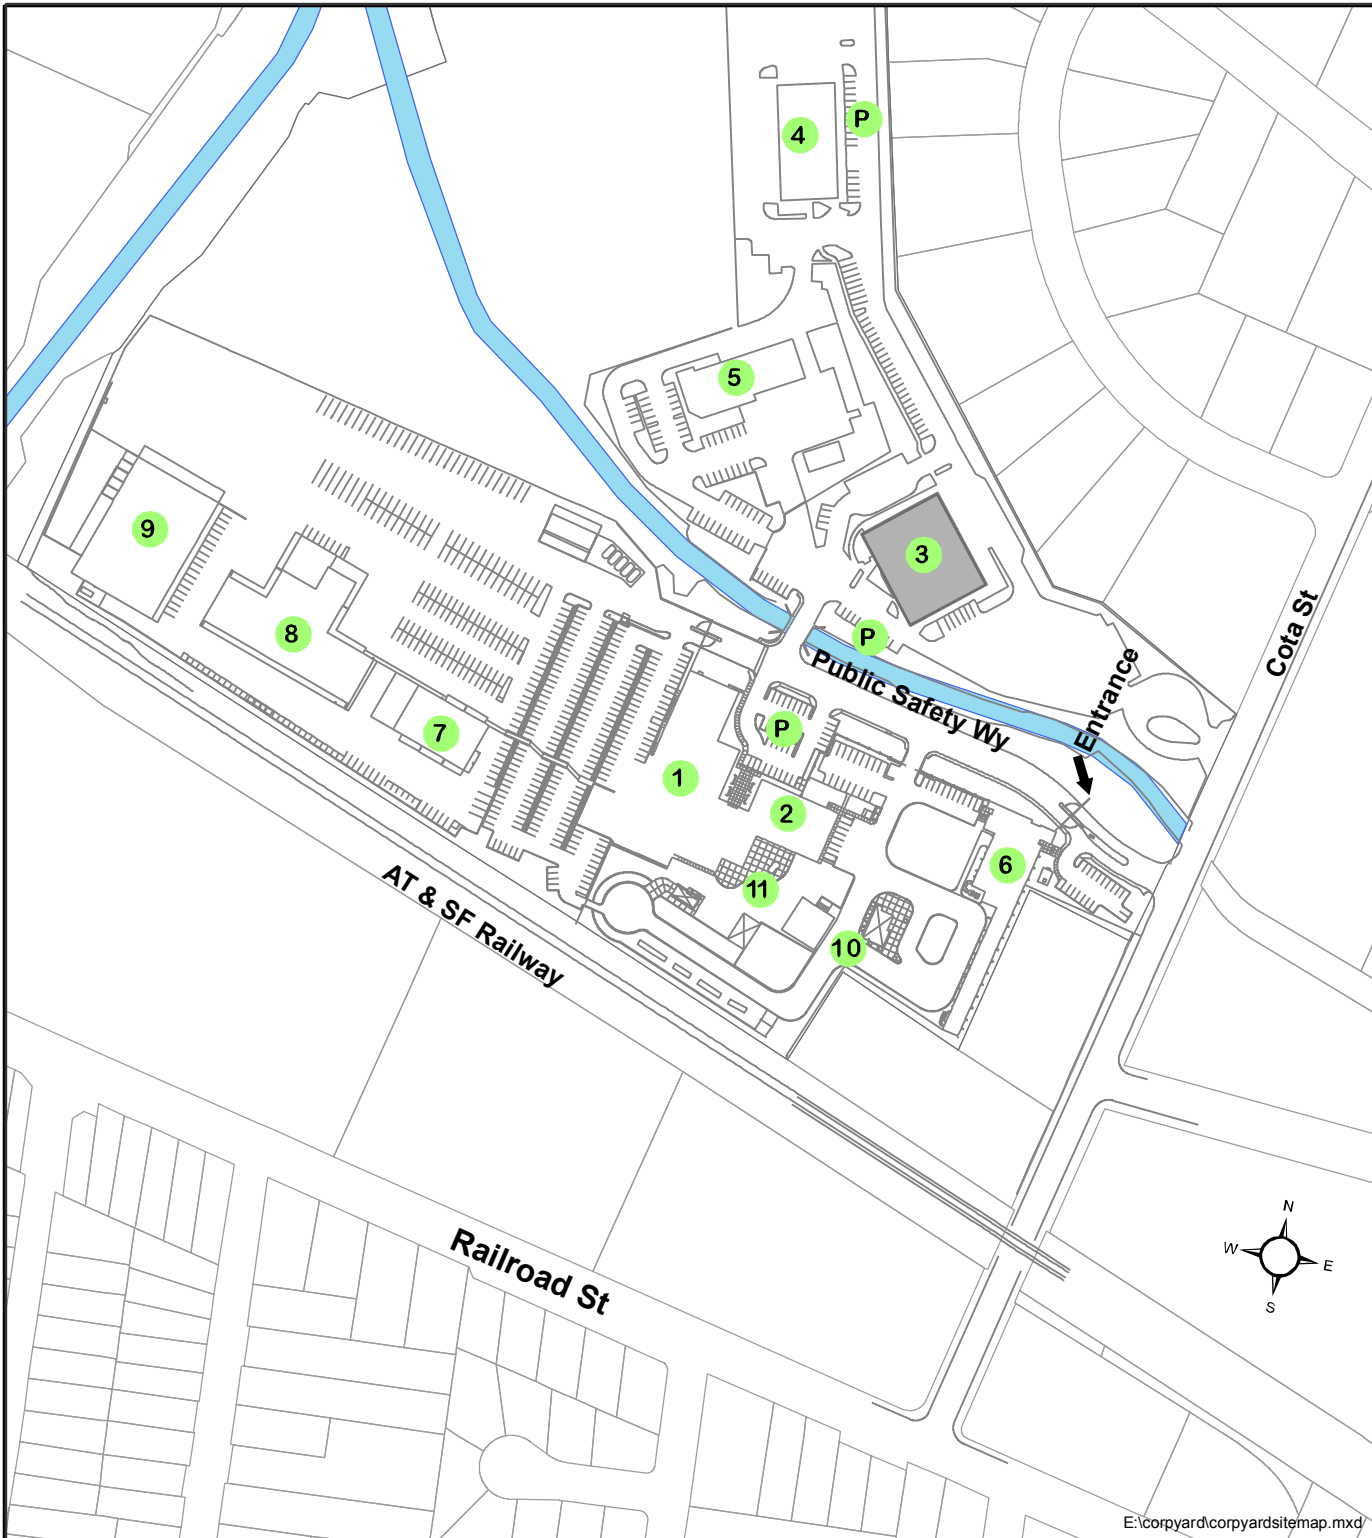 4
P
5
9
3
8
P
Cota St
Entrance
Public Safety Wy
7
P
1
2
6
11
10
AT & SF Railway
Railroad St
N
W
E
S
E:\corpyard\corpyardsitemap.mxd